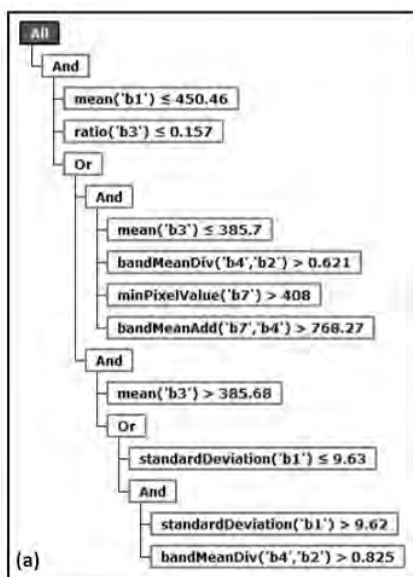 All
And
mean('b1') ≤ 450.46
ratio('b3') ≤ 0.157
Or
And
mean('b3') ≤ 385.7
bandMeanDiv('b4','b2') > 0.621
minPixelValue('b7') > 408
bandMeanAdd('b7','b4') > 768.27
And
mean('b3') > 385.68
Or
standardDeviation('b1') ≤ 9.63
And
standardDeviation('b1') > 9.62
bandMeanDiv('b4','b2') > 0.825
(a)